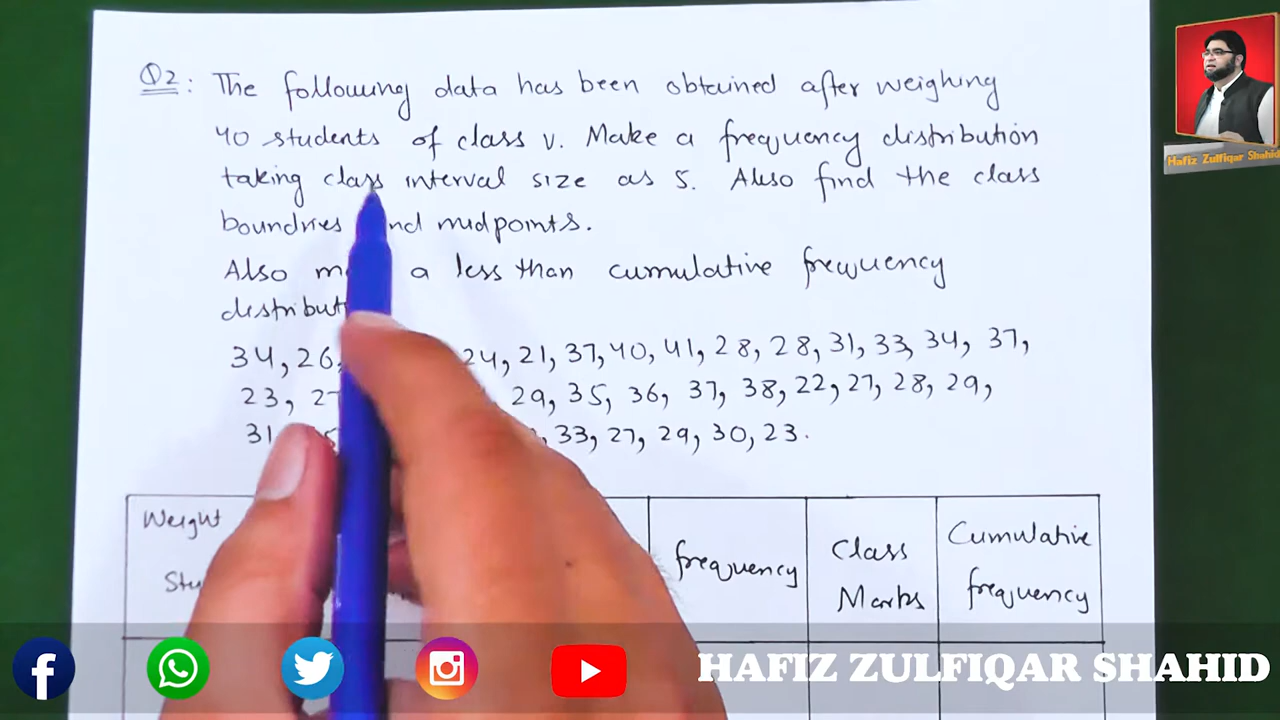 Q2: The following data has been obtained after weighing
40 students of class V. Make a frequency distribution
taking class interval size as 5. Also find the class
boundries nd midpoints.
Also m a less than cumulative frequency
distribut
34, 26, 24, 21, 37, 40, 41, 28, 28, 31, 33, 34, 37,
23, 27 29, 35, 36, 37, 38, 22, 27, 28, 29,
31 33, 27, 29, 30, 23.
Weight
Stu
frequency
Class
Marks
Cumulative
frequency
Hafiz Zulfiqar Shahid
HAFIZ ZULFIQAR SHAHID